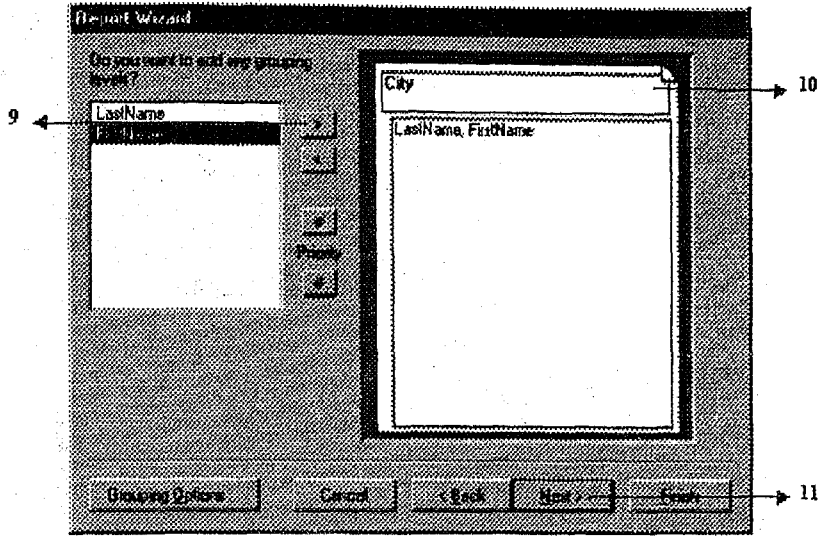 Report Wizard
Do you want to add any grouping
levels?
City
10
LastName
9
FirstName
LastName, FirstName
Priority
Grouping Options
Cancel
< Back
Next >
Finish
11